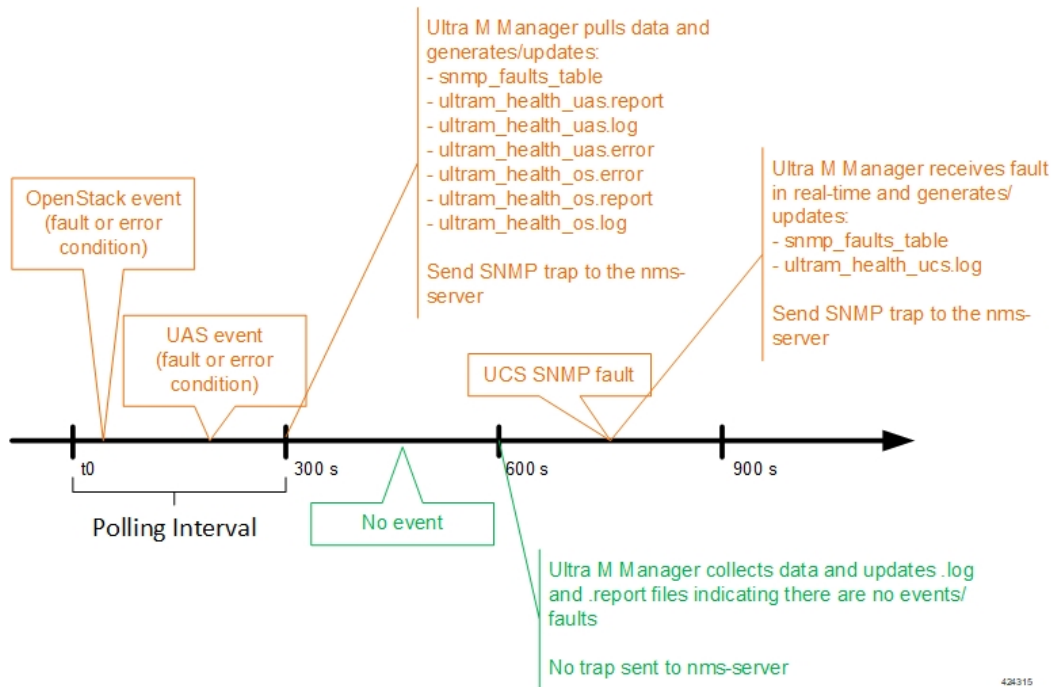 Ultra M Manager pulls data and
generates/updates:
- snmp_faults_table
- ultram_health_uas.report
- ultram_health_uas.log
- ultram_health_uas.error
- ultram_health_os.error
- ultram_health_os.report
- ultram_health_os.log
Send SNMP trap to the nms-
server
Ultra M Manager receives fault
in real-time and generates/
updates:
- snmp_faults_table
- ultram_health_ucs.log
Send SNMP trap to the nms-
server
OpenStack event
(fault or error
condition)
UAS event
(fault or error
condition)
UCS SNMP fault
t0
300 s
600 s
900 s
Polling Interval
No event
Ultra M Manager collects data and updates .log
and .report files indicating there are no events/
faults
No trap sent to nms-server
424315